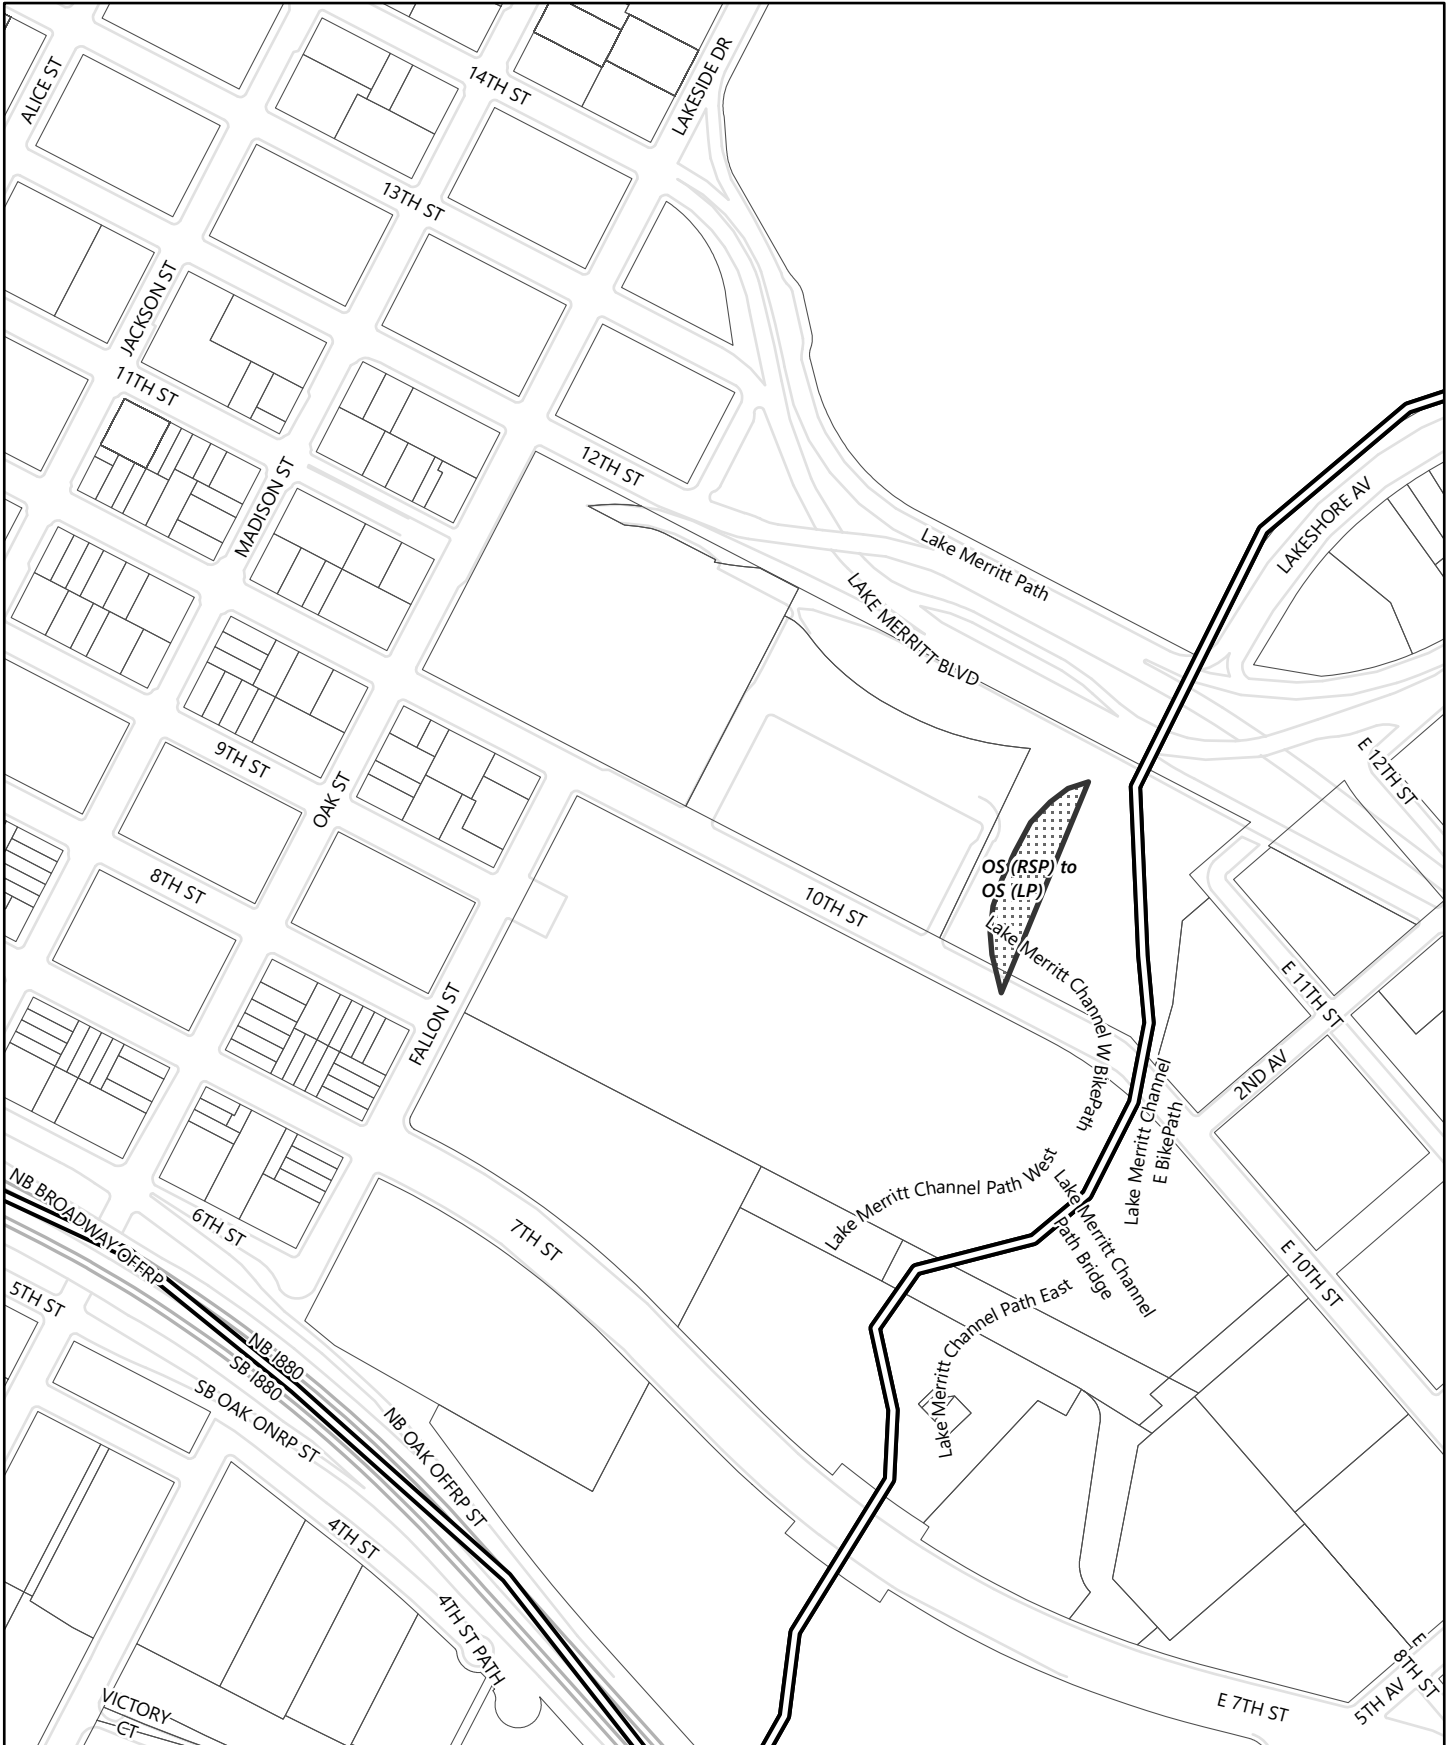 ALICE ST
14TH ST
LAKESIDE DR
13TH ST
JACKSON ST
11TH ST
12TH ST
MADISON ST
LAKESHORE AV
Lake Merritt Path
LAKE MERRITT BLVD
9TH ST
OAK ST
E 12TH ST
8TH ST
10TH ST
OS (RSP) to
OS (LP)
Lake Merritt Channel W BikePath
E 11TH ST
FALLON ST
2ND AV
Lake Merritt Channel
E BikePath
Lake Merritt Channel Path West
Lake Merritt Channel
Path Bridge
NB BROADWAY OFFRP
6TH ST
7TH ST
E 10TH ST
5TH ST
Lake Merritt Channel Path East
NB I880
SB I880
SB OAK ONRP ST
NB OAK OFFRP ST
4TH ST
4TH ST PATH
VICTORY
CT
E 7TH ST
5TH AV
E
8TH ST